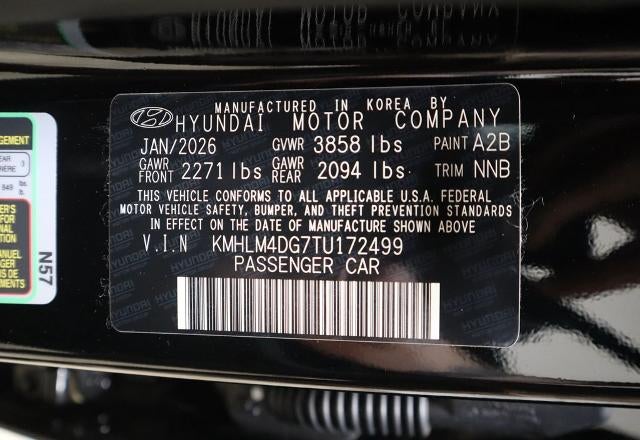 MANUFACTURED IN KOREA BY
HYUNDAI MOTOR COMPANY
JAN/2026 GVWR 3858 lbs PAINT A2B
GAWR FRONT 2271 lbs GAWR REAR 2094 lbs. TRIM NNB
THIS VEHICLE CONFORMS TO ALL APPLICABLE U.S.A. FEDERAL
MOTOR VEHICLE SAFETY, BUMPER, AND THEFT PREVENTION STANDARDS
IN EFFECT ON THE DATE OF MANUFACTURE SHOWN ABOVE
V.I.N KMHLM4DG7TU172499
PASSENGER CAR
N57